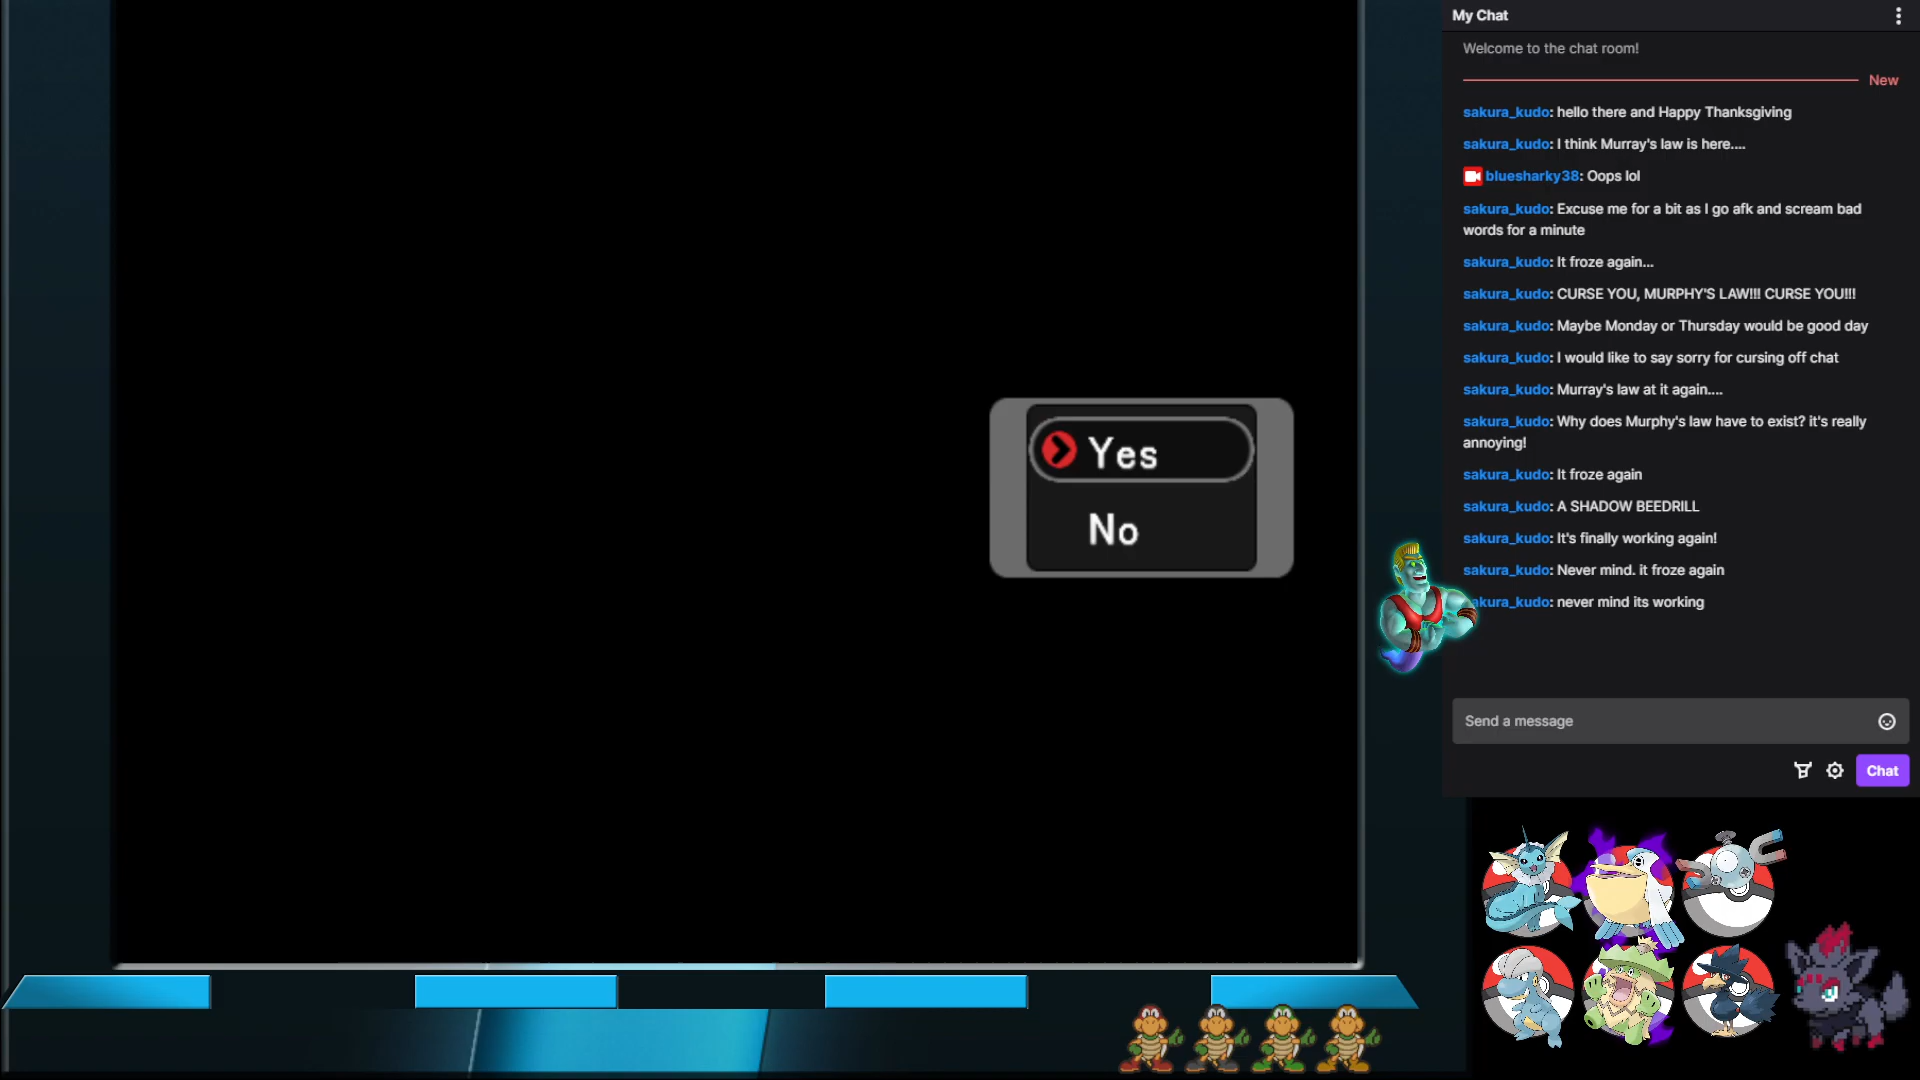 Yes
No
My Chat
Welcome to the chat room!
New
sakura_kudo: hello there and Happy Thanksgiving
sakura_kudo: I think Murray's law is here....
bluesharky38: Oops lol
sakura_kudo: Excuse me for a bit as I go afk and scream bad
words for a minute
sakura_kudo: It froze again...
sakura_kudo: CURSE YOU, MURPHY'S LAW!!! CURSE YOU!!!
sakura_kudo: Maybe Monday or Thursday would be good day
sakura_kudo: I would like to say sorry for cursing off chat
sakura_kudo: Murray's law at it again....
sakura_kudo: Why does Murphy's law have to exist? it's really
annoying!
sakura_kudo: It froze again
sakura_kudo: A SHADOW BEEDRILL
sakura_kudo: It's finally working again!
sakura_kudo: Never mind. it froze again
akura_kudo: never mind its working
Send a message
Chat